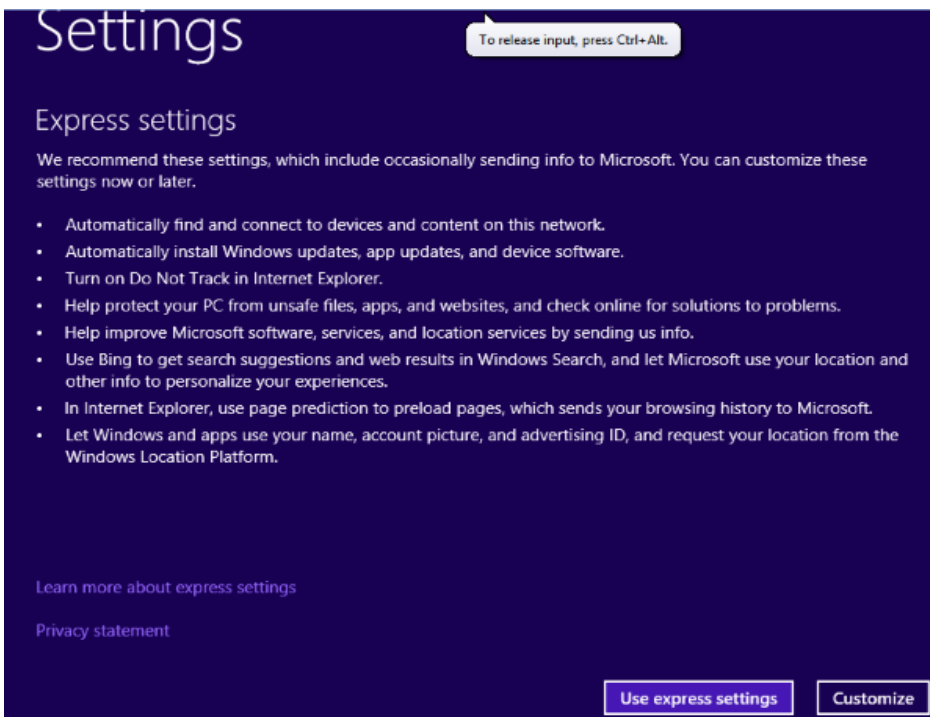 Settings
To release input, press Ctrl+Alt.
Express settings
We recommend these settings, which include occasionally sending info to Microsoft. You can customize these
settings now or later.
• Automatically find and connect to devices and content on this network.
• Automatically install Windows updates, app updates, and device software.
• Turn on Do Not Track in Internet Explorer.
• Help protect your PC from unsafe files, apps, and websites, and check online for solutions to problems.
• Help improve Microsoft software, services, and location services by sending us info.
• Use Bing to get search suggestions and web results in Windows Search, and let Microsoft use your location and
other info to personalize your experiences.
• In Internet Explorer, use page prediction to preload pages, which sends your browsing history to Microsoft.
• Let Windows and apps use your name, account picture, and advertising ID, and request your location from the
Windows Location Platform.
Learn more about express settings
Privacy statement
Use express settings
Customize